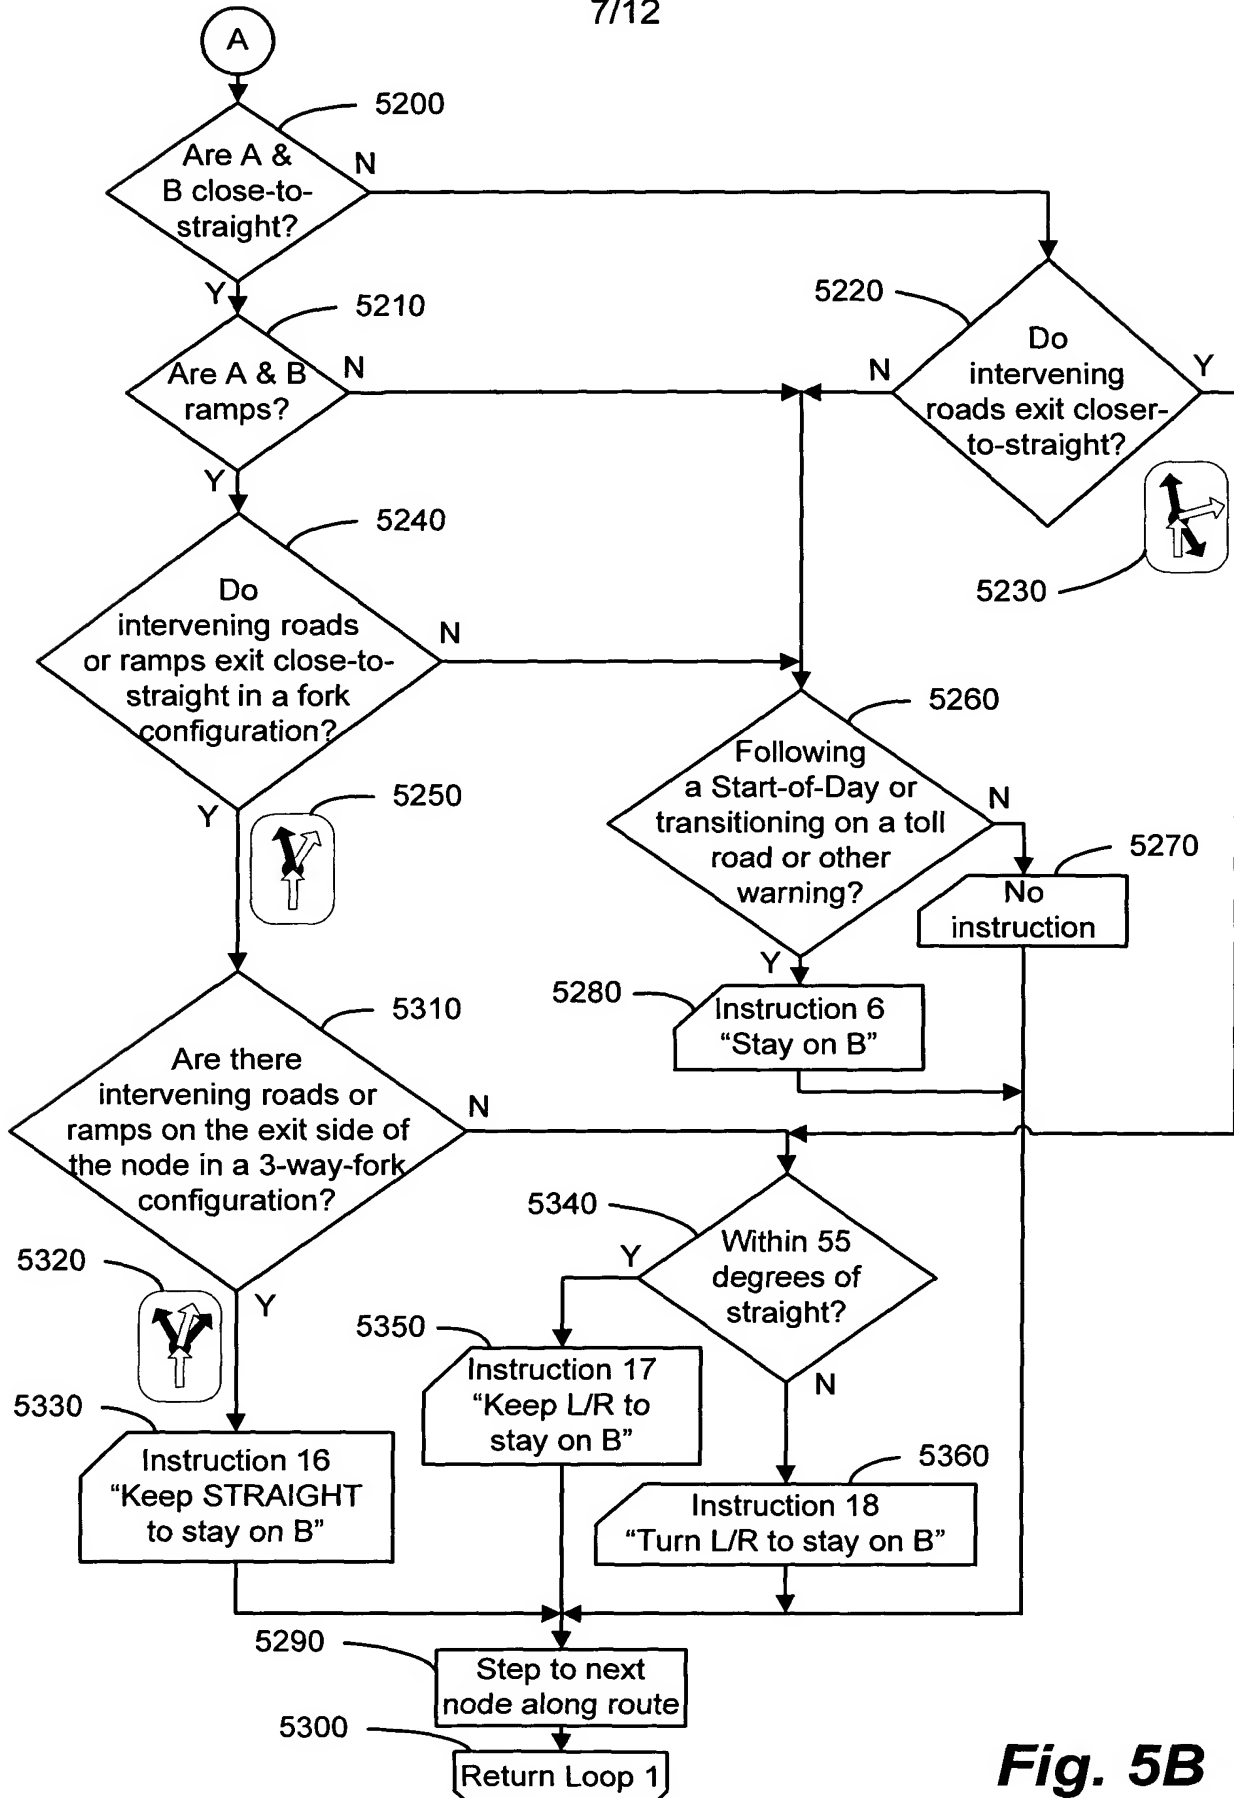 7/12
A
5200
Are A &
B close-to-
straight?
N
Y
5210
Are A & B
ramps?
N
Y
5220
Do
intervening
roads exit closer-
to-straight?
N
Y
5230
5240
Do
intervening roads
or ramps exit close-to-
straight in a fork
configuration?
N
Y
5250
5260
Following
a Start-of-Day or
transitioning on a toll
road or other
warning?
N
Y
5270
No
instruction
5280
Instruction 6
“Stay on B”
5310
Are there
intervening roads or
ramps on the exit side of
the node in a 3-way-fork
configuration?
N
Y
5320
5330
Instruction 16
“Keep STRAIGHT
to stay on B”
5340
Within 55
degrees of
straight?
Y
N
5350
Instruction 17
“Keep L/R to
stay on B”
5360
Instruction 18
“Turn L/R to stay on B”
5290
Step to next
node along route
5300
Return Loop 1
Fig. 5B